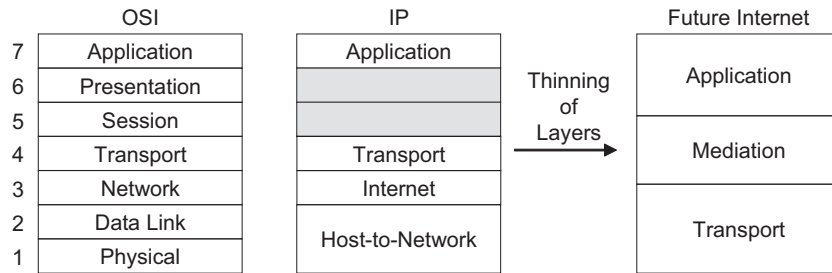 OSI IP Future Internet
7 Application Application
6 Presentation
5 Session
4 Transport Transport
3 Network Internet
2 Data Link
1 Physical
Host-to-Network
Thinning
of
Layers
Application
Mediation
Transport